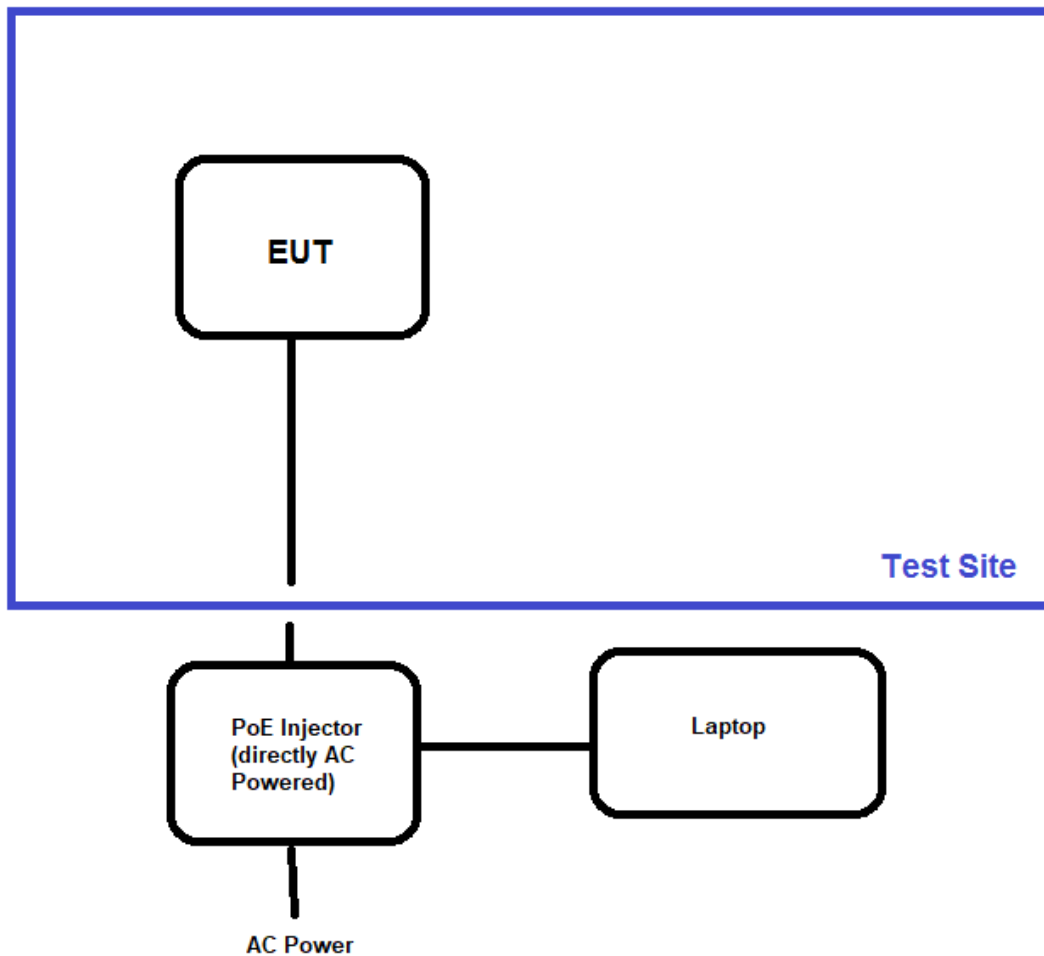 EUT
Test Site
PoE Injector
(directly AC
Powered)
Laptop
AC Power